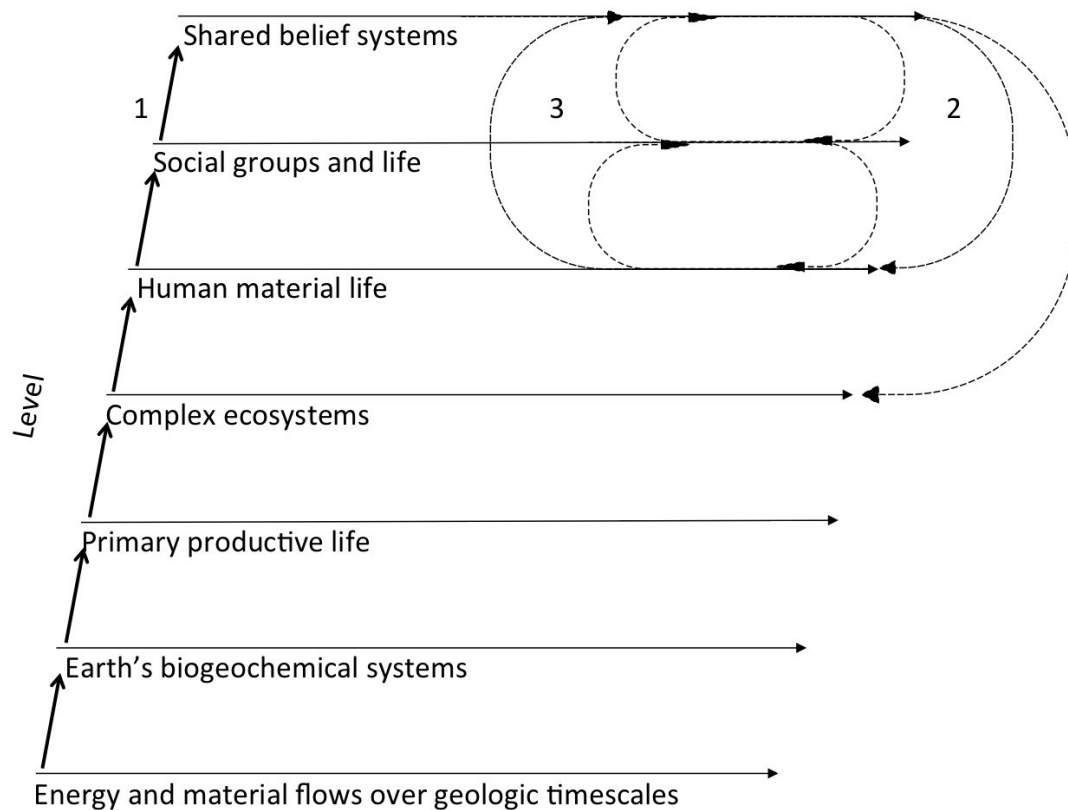 Shared belief systems
1
3
2
Social groups and life
Human material life
Level
Complex ecosystems
Primary productive life
Earth’s biogeochemical systems
Energy and material flows over geologic timescales